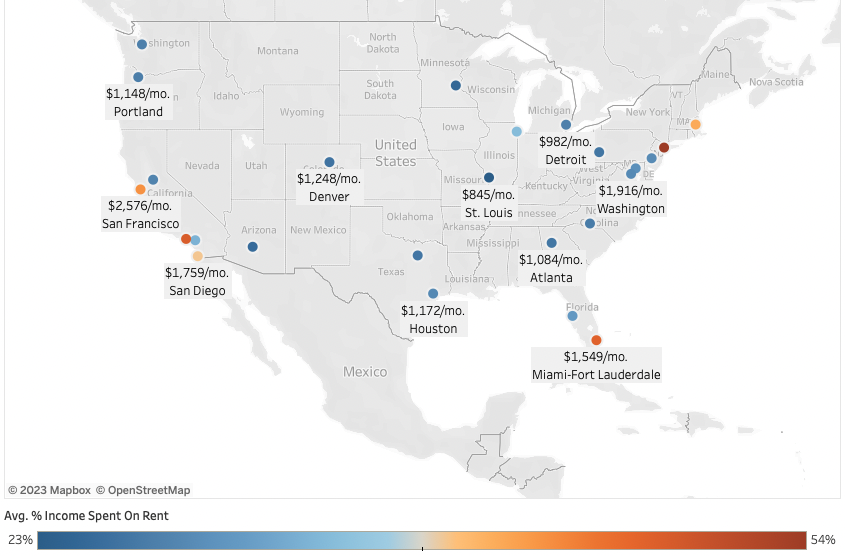 Washington
Montana
North
Dakota
Minnesota
Maine
Nova Scotia
South
Dakota
Wisconsin
Michigan
VT
New York
MA
Idaho
Wyoming
$1,148/mo.
Portland
Iowa
$982/mo.
Detroit
Nevada
Utah
United
States
Illinois
$1,248/mo.
Denver
Missour
West
Virginia
DE
Kentucky
California
$845/mo.
St. Louis
$1,916/mo.
Washington
$2,576/mo.
San Francisco
Arizona
New Mexico
Oklahoma
Arkansas
nnessee
$1,759/mo.
San Diego
Texas
Mississippi
Louisiana
$1,084/mo.
Atlanta
$1,172/mo.
Houston
Florida
$1,549/mo.
Miami-Fort Lauderdale
Mexico
© 2023 Mapbox © OpenStreetMap
Avg. % Income Spent On Rent
23%
54%